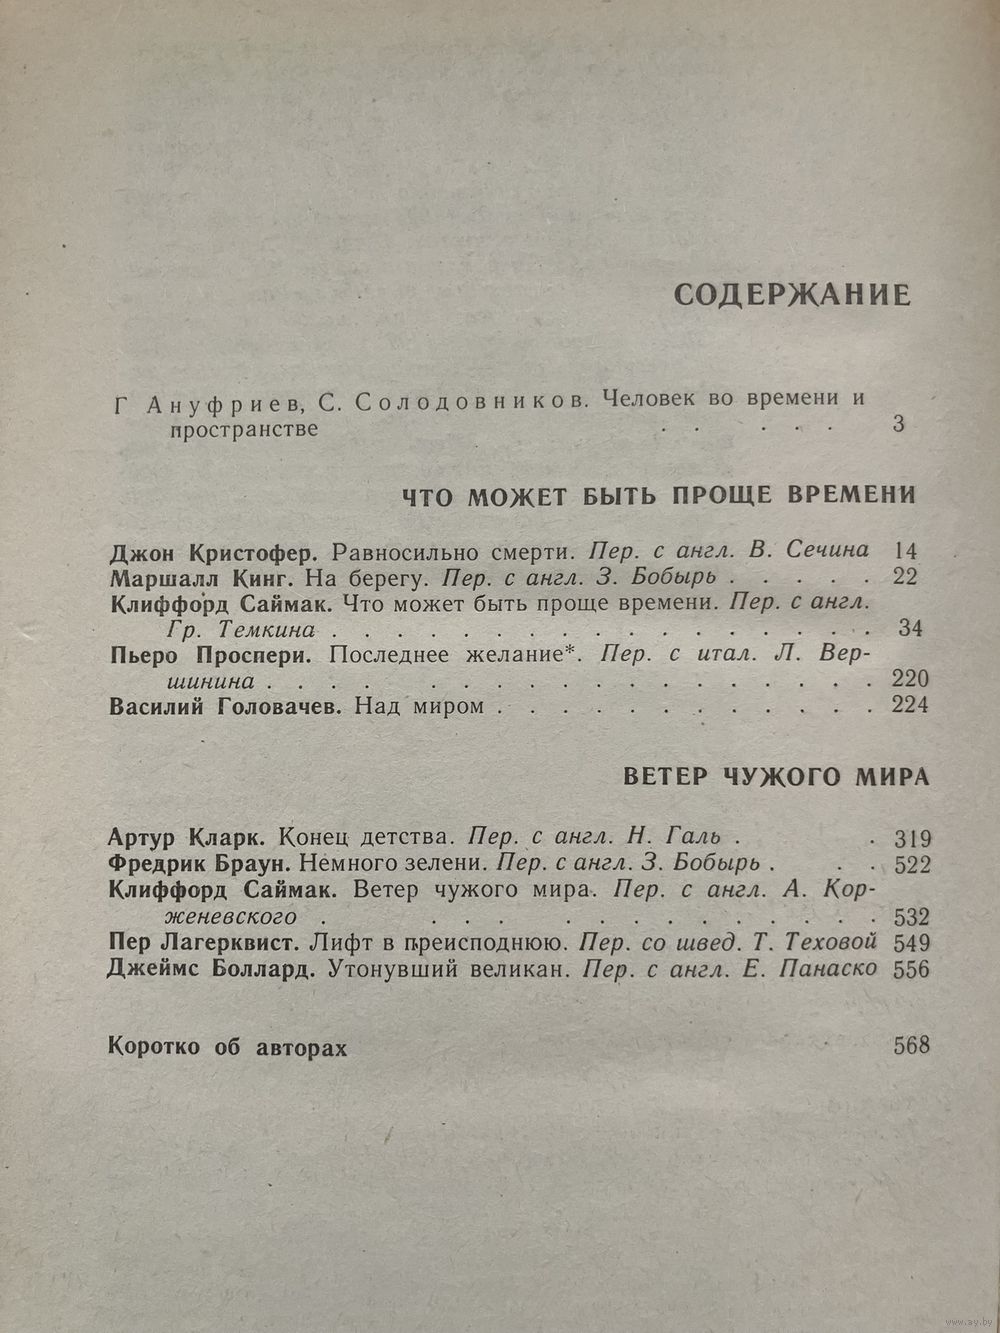 СОДЕРЖАНИЕ
Г Ануфриев, С. Солодовников. Человек во времени и
пространстве . . . . . 3
ЧТО МОЖЕТ БЫТЬ ПРОЩЕ ВРЕМЕНИ
Джон Кристофер. Равносильно смерти. Пер. с англ. В. Сечина 14
Маршалл Кинг. На берегу. Пер. с англ. З. Бобырь . . . . . 22
Клиффорд Саймак. Что может быть проще времени. Пер. с англ.
Гр. Темкина . . . . . . . . . . . . . . . . . 34
Пьеро Проспери. Последнее желание*. Пер. с итал. Л. Вер-
шинина . . . . . . . . . . . . . . . . . 220
Василий Головачев. Над миром . . . . . . . . . . . . 224
ВЕТЕР ЧУЖОГО МИРА
Артур Кларк. Конец детства. Пер. с англ. Н. Галь . . 319
Фредрик Браун. Немного зелени. Пер. с англ. З. Бобырь . . . 522
Клиффорд Саймак. Ветер чужого мира. Пер. с англ. А. Кор-
женевского . . . . . . . . . . . . . . 532
Пер Лагерквист. Лифт в преисподнюю. Пер. со швед. Т. Теховой 549
Джеймс Боллард. Утонувший великан. Пер. с англ. Е. Панаско 556
Коротко об авторах 568
www.ay.by